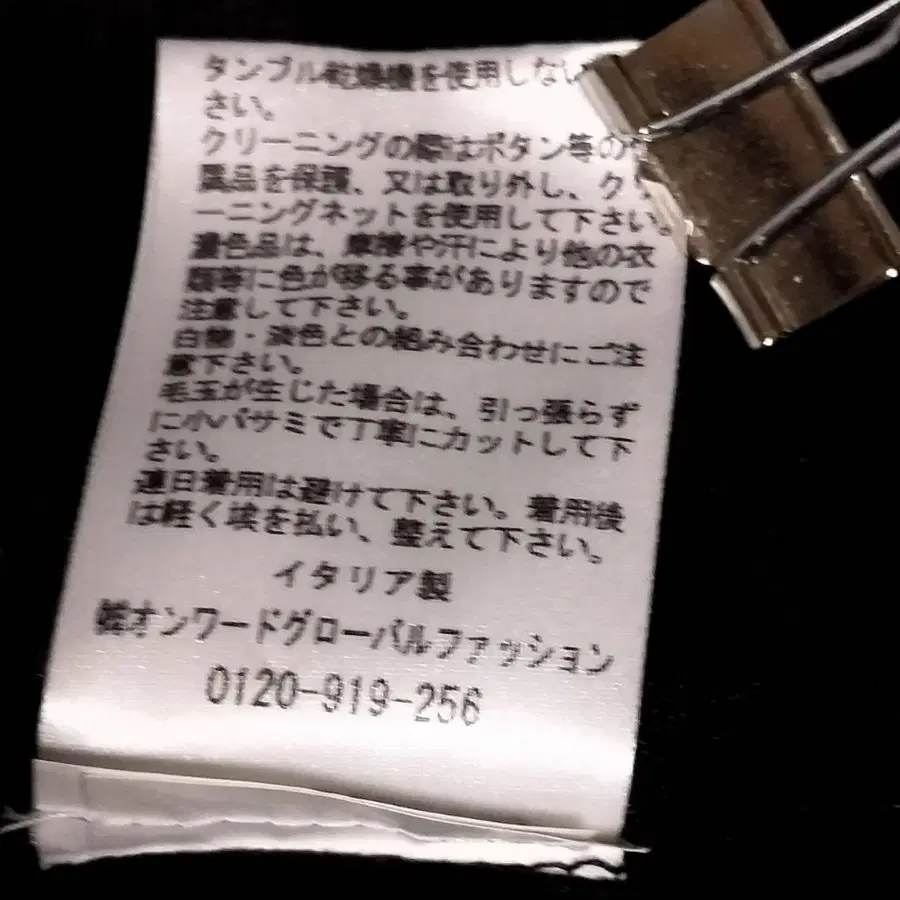 タンブル乾燥機を使用しない
さい。
クリーニングの際はボタン等の
属品を保護、又は取り外し、クリ
ーニングネットを使用して下さい。
濃色品は、摩擦や汗により他の衣
類等に色が移る事がありますので
注意して下さい。
白物・淡色との組み合わせにご注
意下さい。
毛玉が生じた場合は、引っ張らず
に小バサミで丁寧にカットして下
さい。
連日着用は避けて下さい。着用後
は軽く埃を払い、整えて下さい。
イタリア製
㈱オンワードグローバルファッション
0120-919-256